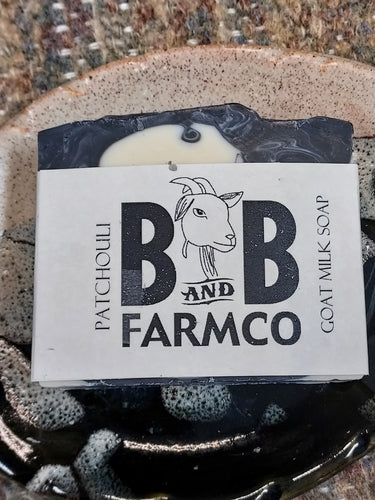 PATCHOULI
B AND B
FARMCO
GOAT MILK SOAP